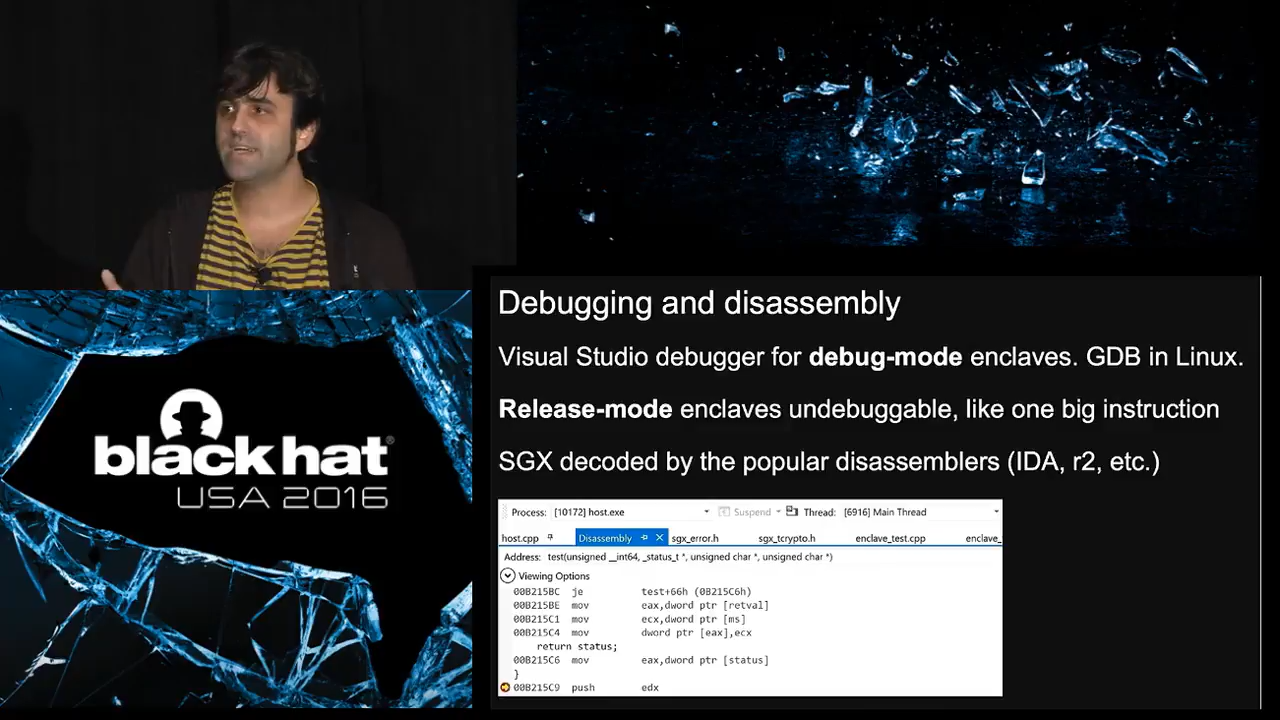 Debugging and disassembly
Visual Studio debugger for debug-mode enclaves. GDB in Linux.
Release-mode enclaves undebuggable, like one big instruction
SGX decoded by the popular disassemblers (IDA, r2, etc.)
Process: [10172] host.exe Suspend Thread: [6916] Main Thread
host.cpp Disassembly sgx_error.h sgx_tcrypto.h enclave_test.cpp enclave_
Address: test(unsigned __int64, _status_t *, unsigned char *, unsigned char *)
Viewing Options
00B215BC je test+66h (0B215C6h)
00B215BE mov eax,dword ptr [retval]
00B215C1 mov ecx,dword ptr [ms]
00B215C4 mov dword ptr [eax],ecx
return status;
00B215C6 mov eax,dword ptr [status]
}
00B215C9 push edx
black hat®
USA 2016